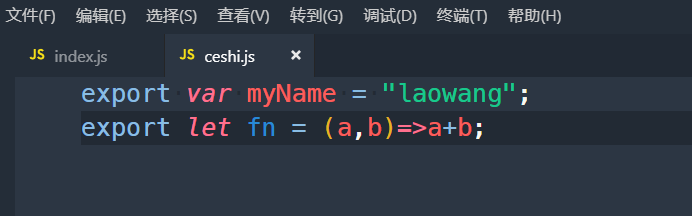 文件(F) 编辑(E) 选择(S) 查看(V) 转到(G) 调试(D) 终端(T) 帮助(H)
JS index.js JS ceshi.js ×
export var myName = "laowang";
export let fn = (a,b)=>a+b;